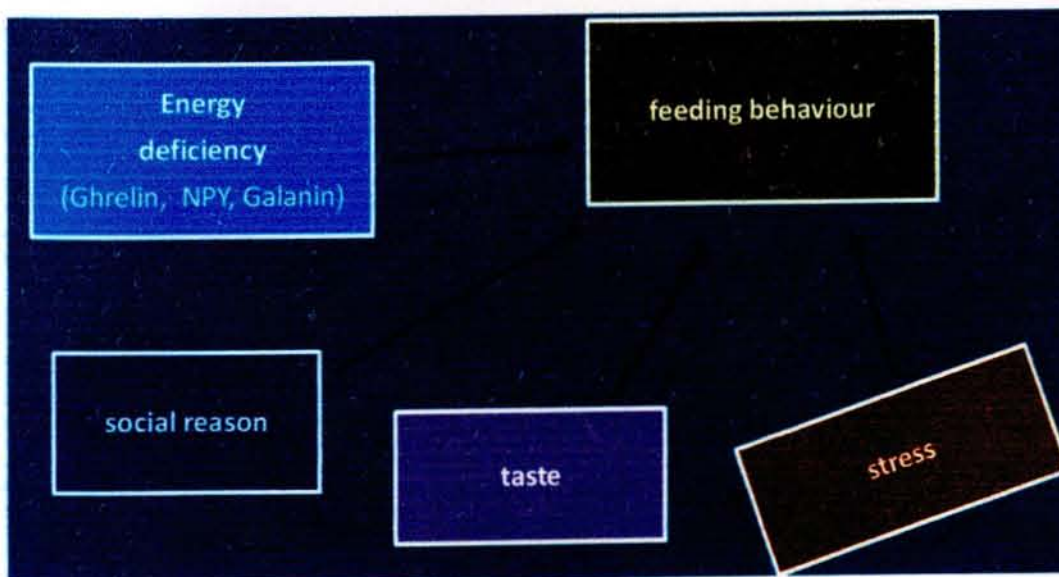 Energy
deficiency
(Ghrelin, NPY, Galanin)
feeding behaviour
social reason
taste
stress